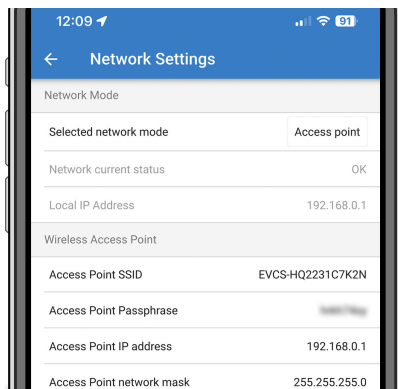 12:09
91
Network Settings
Network Mode
Selected network mode Access point
Network current status OK
Local IP Address 192.168.0.1
Wireless Access Point
Access Point SSID EVCS-HQ2231C7K2N
Access Point Passphrase
Access Point IP address 192.168.0.1
Access Point network mask 255.255.255.0